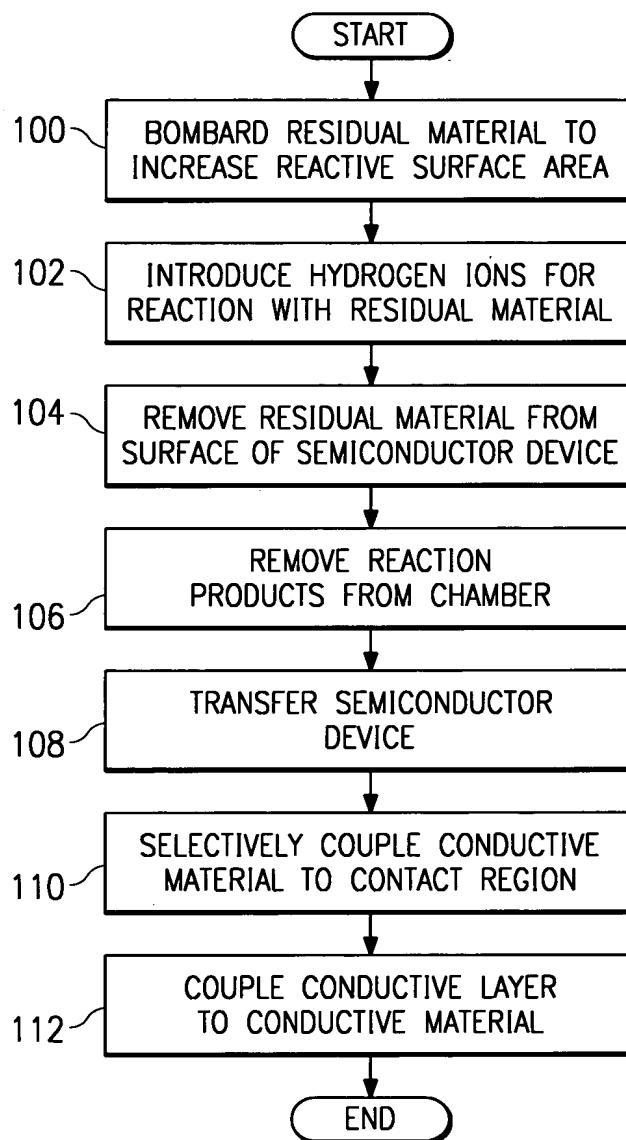 START
100
BOMBARD RESIDUAL MATERIAL TO
INCREASE REACTIVE SURFACE AREA
102
INTRODUCE HYDROGEN IONS FOR
REACTION WITH RESIDUAL MATERIAL
104
REMOVE RESIDUAL MATERIAL FROM
SURFACE OF SEMICONDUCTOR DEVICE
REMOVE REACTION
PRODUCTS FROM CHAMBER
106
TRANSFER SEMICONDUCTOR
DEVICE
108
SELECTIVELY COUPLE CONDUCTIVE
MATERIAL TO CONTACT REGION
110
COUPLE CONDUCTIVE LAYER
TO CONDUCTIVE MATERIAL
112
END